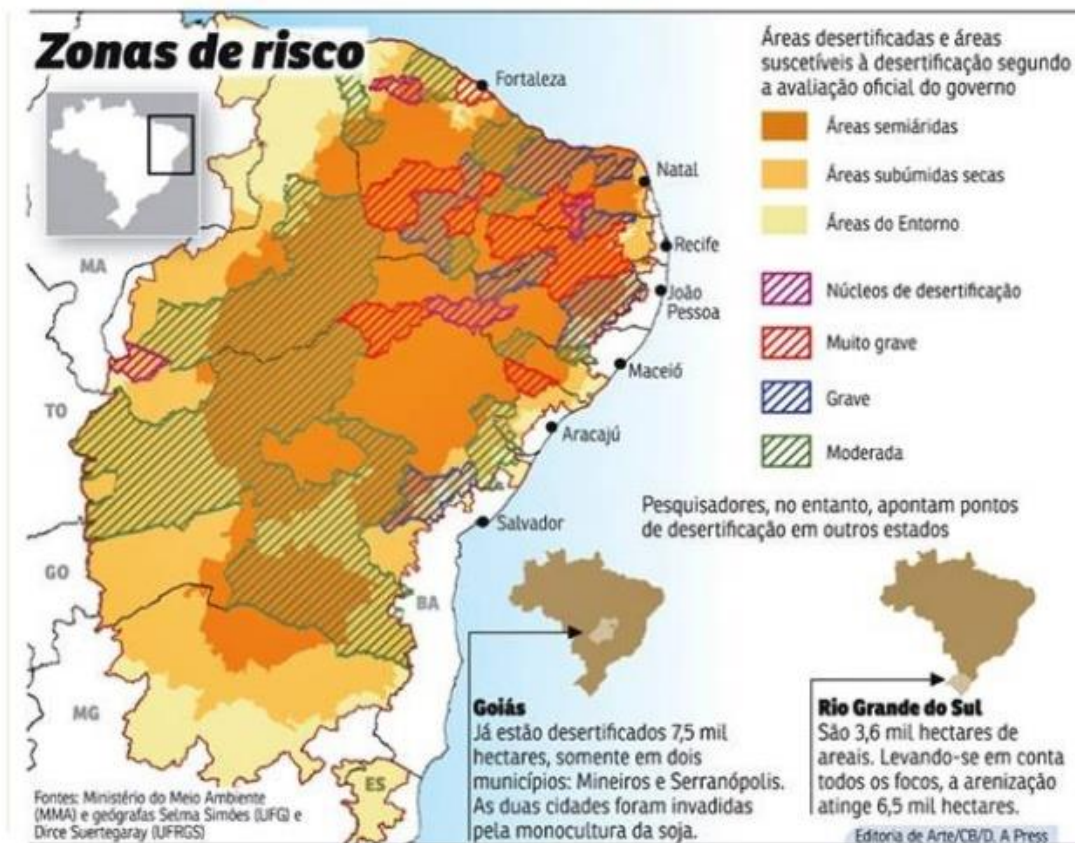 Zonas de risco
Fortaleza
Natal
Recife
João
Pessoa
Maceió
Aracajú
Salvador
MA
TO
GO
BA
MG
ES
Áreas desertificadas e áreas
suscetíveis à desertificação segundo
a avaliação oficial do governo
Áreas semiáridas
Áreas subúmidas secas
Áreas do Entorno
Núcleos de desertificação
Muito grave
Grave
Moderada
Pesquisadores, no entanto, apontam pontos
de desertificação em outros estados
Goiás
Já estão desertificados 7,5 mil
hectares, somente em dois
municípios: Mineiros e Serranópolis.
As duas cidades foram invadidas
pela monocultura da soja.
Rio Grande do Sul
São 3,6 mil hectares de
areais. Levando-se em conta
todos os focos, a arenização
atinge 6,5 mil hectares.
Fontes: Ministério do Meio Ambiente
(MMA) e geógrafas Selma Simões (UFG) e
Dirce Suertegaray (UFRGS)
Editoria de Arte/CB/D. A Press